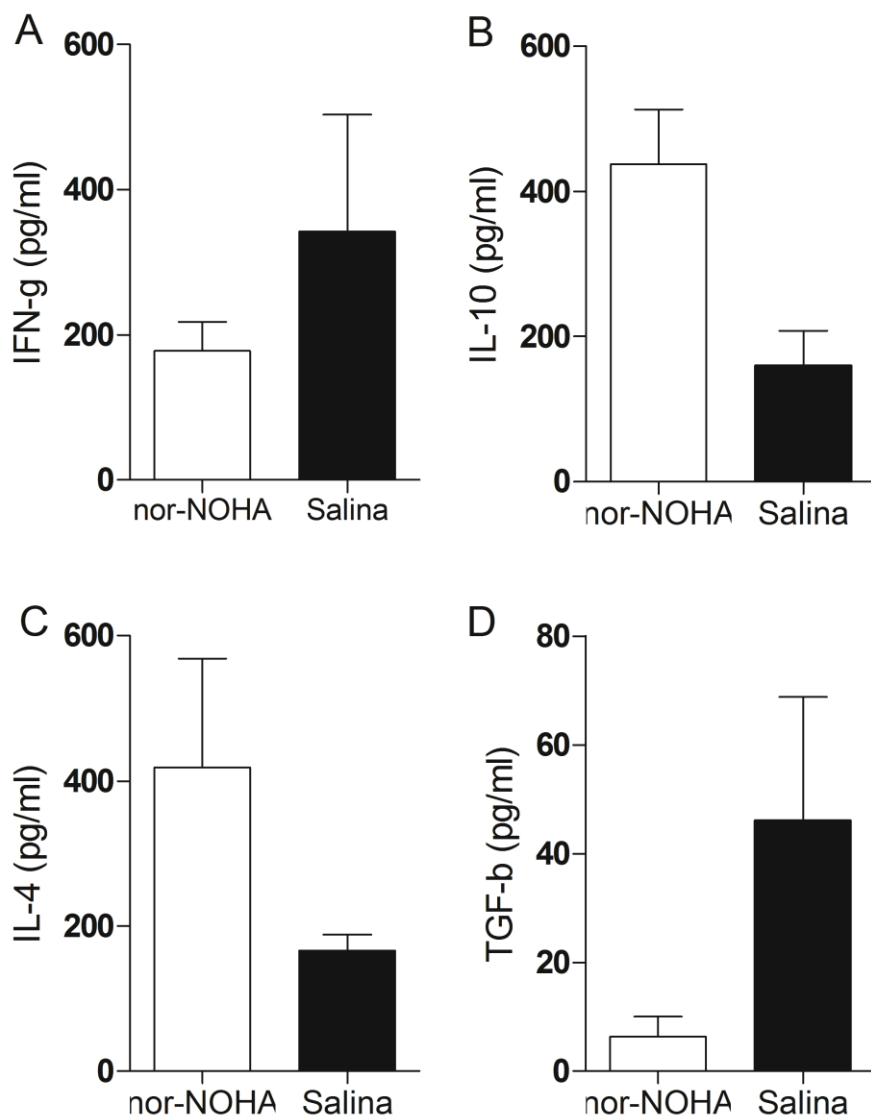 A
600
400
200
0
IFN-g (pg/ml)
nor-NOHA Salina
B
600
400
200
0
IL-10 (pg/ml)
nor-NOHA Salina
C
600
400
200
0
IL-4 (pg/ml)
nor-NOHA Salina
D
80
60
40
20
0
TGF-b (pg/ml)
nor-NOHA Salina